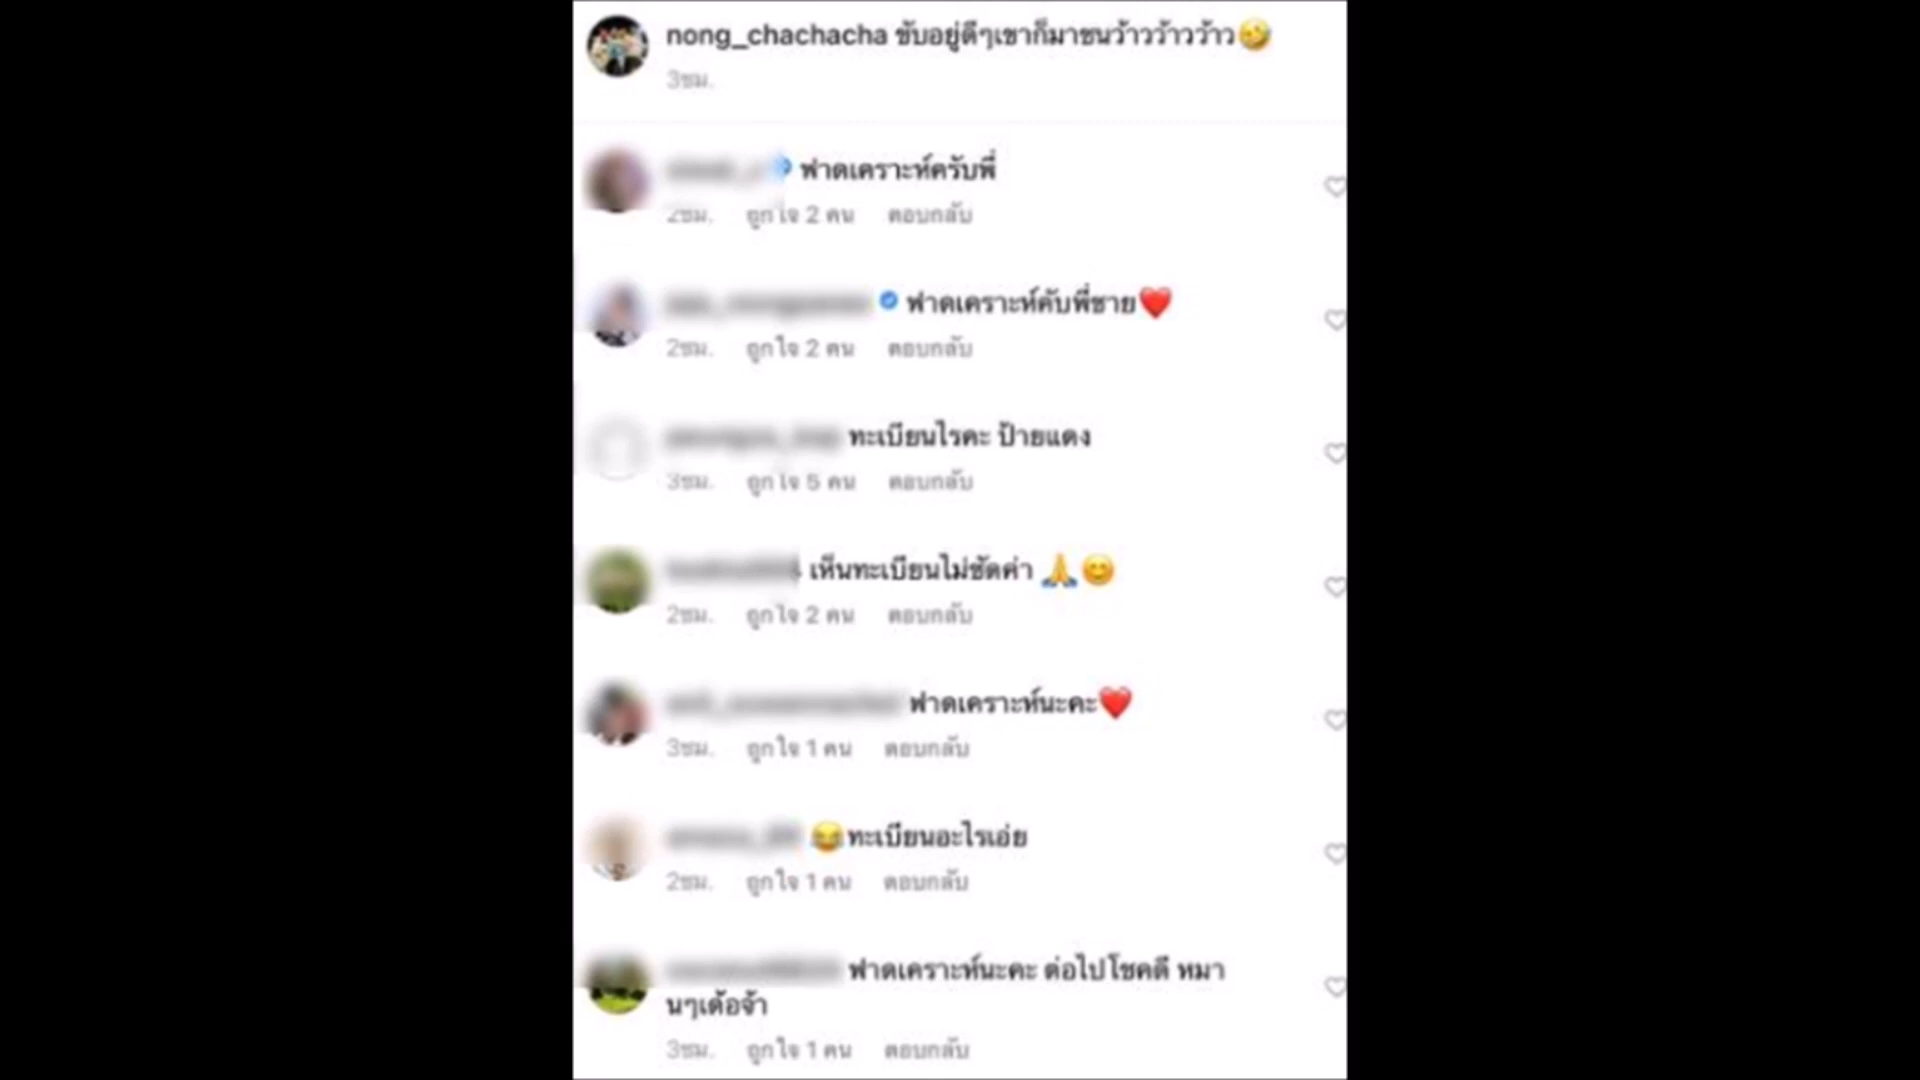 nong_chachacha ขับอยู่ดีๆเขาก็มาชนว้าวว้าวว้าว🤣
3ชม.
ฟาดเคราะห์ครับพี่
2ชม. ถูกใจ 2 คน ตอบกลับ
ฟาดเคราะห์คับพี่ชาย❤️
2ชม. ถูกใจ 2 คน ตอบกลับ
ทะเบียนไรคะ ป้ายแดง
3ชม. ถูกใจ 5 คน ตอบกลับ
เห็นทะเบียนไม่ชัดค่า 🙏😊
2ชม. ถูกใจ 2 คน ตอบกลับ
ฟาดเคราะห์นะคะ❤️
3ชม. ถูกใจ 1 คน ตอบกลับ
😂ทะเบียนอะไรเอ่ย
2ชม. ถูกใจ 1 คน ตอบกลับ
ฟาดเคราะห์นะคะ ต่อไปโชคดี หมา
นๆเด้อจ้า
3ชม. ถูกใจ 1 คน ตอบกลับ